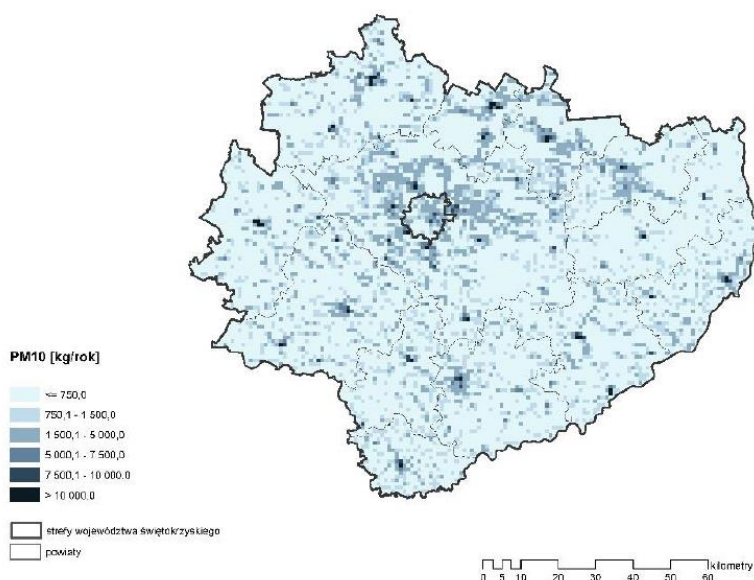 PM10 [kg/rok]
<= 750,0
750,1 - 1 500,0
1 500,1 - 5 000,0
5 000,1 - 7 500,0
7 500,1 - 10 000,0
> 10 000,0
strefy województwa świętokrzyskiego
powiaty
kilometry
0 5 10 20 30 40 50 60